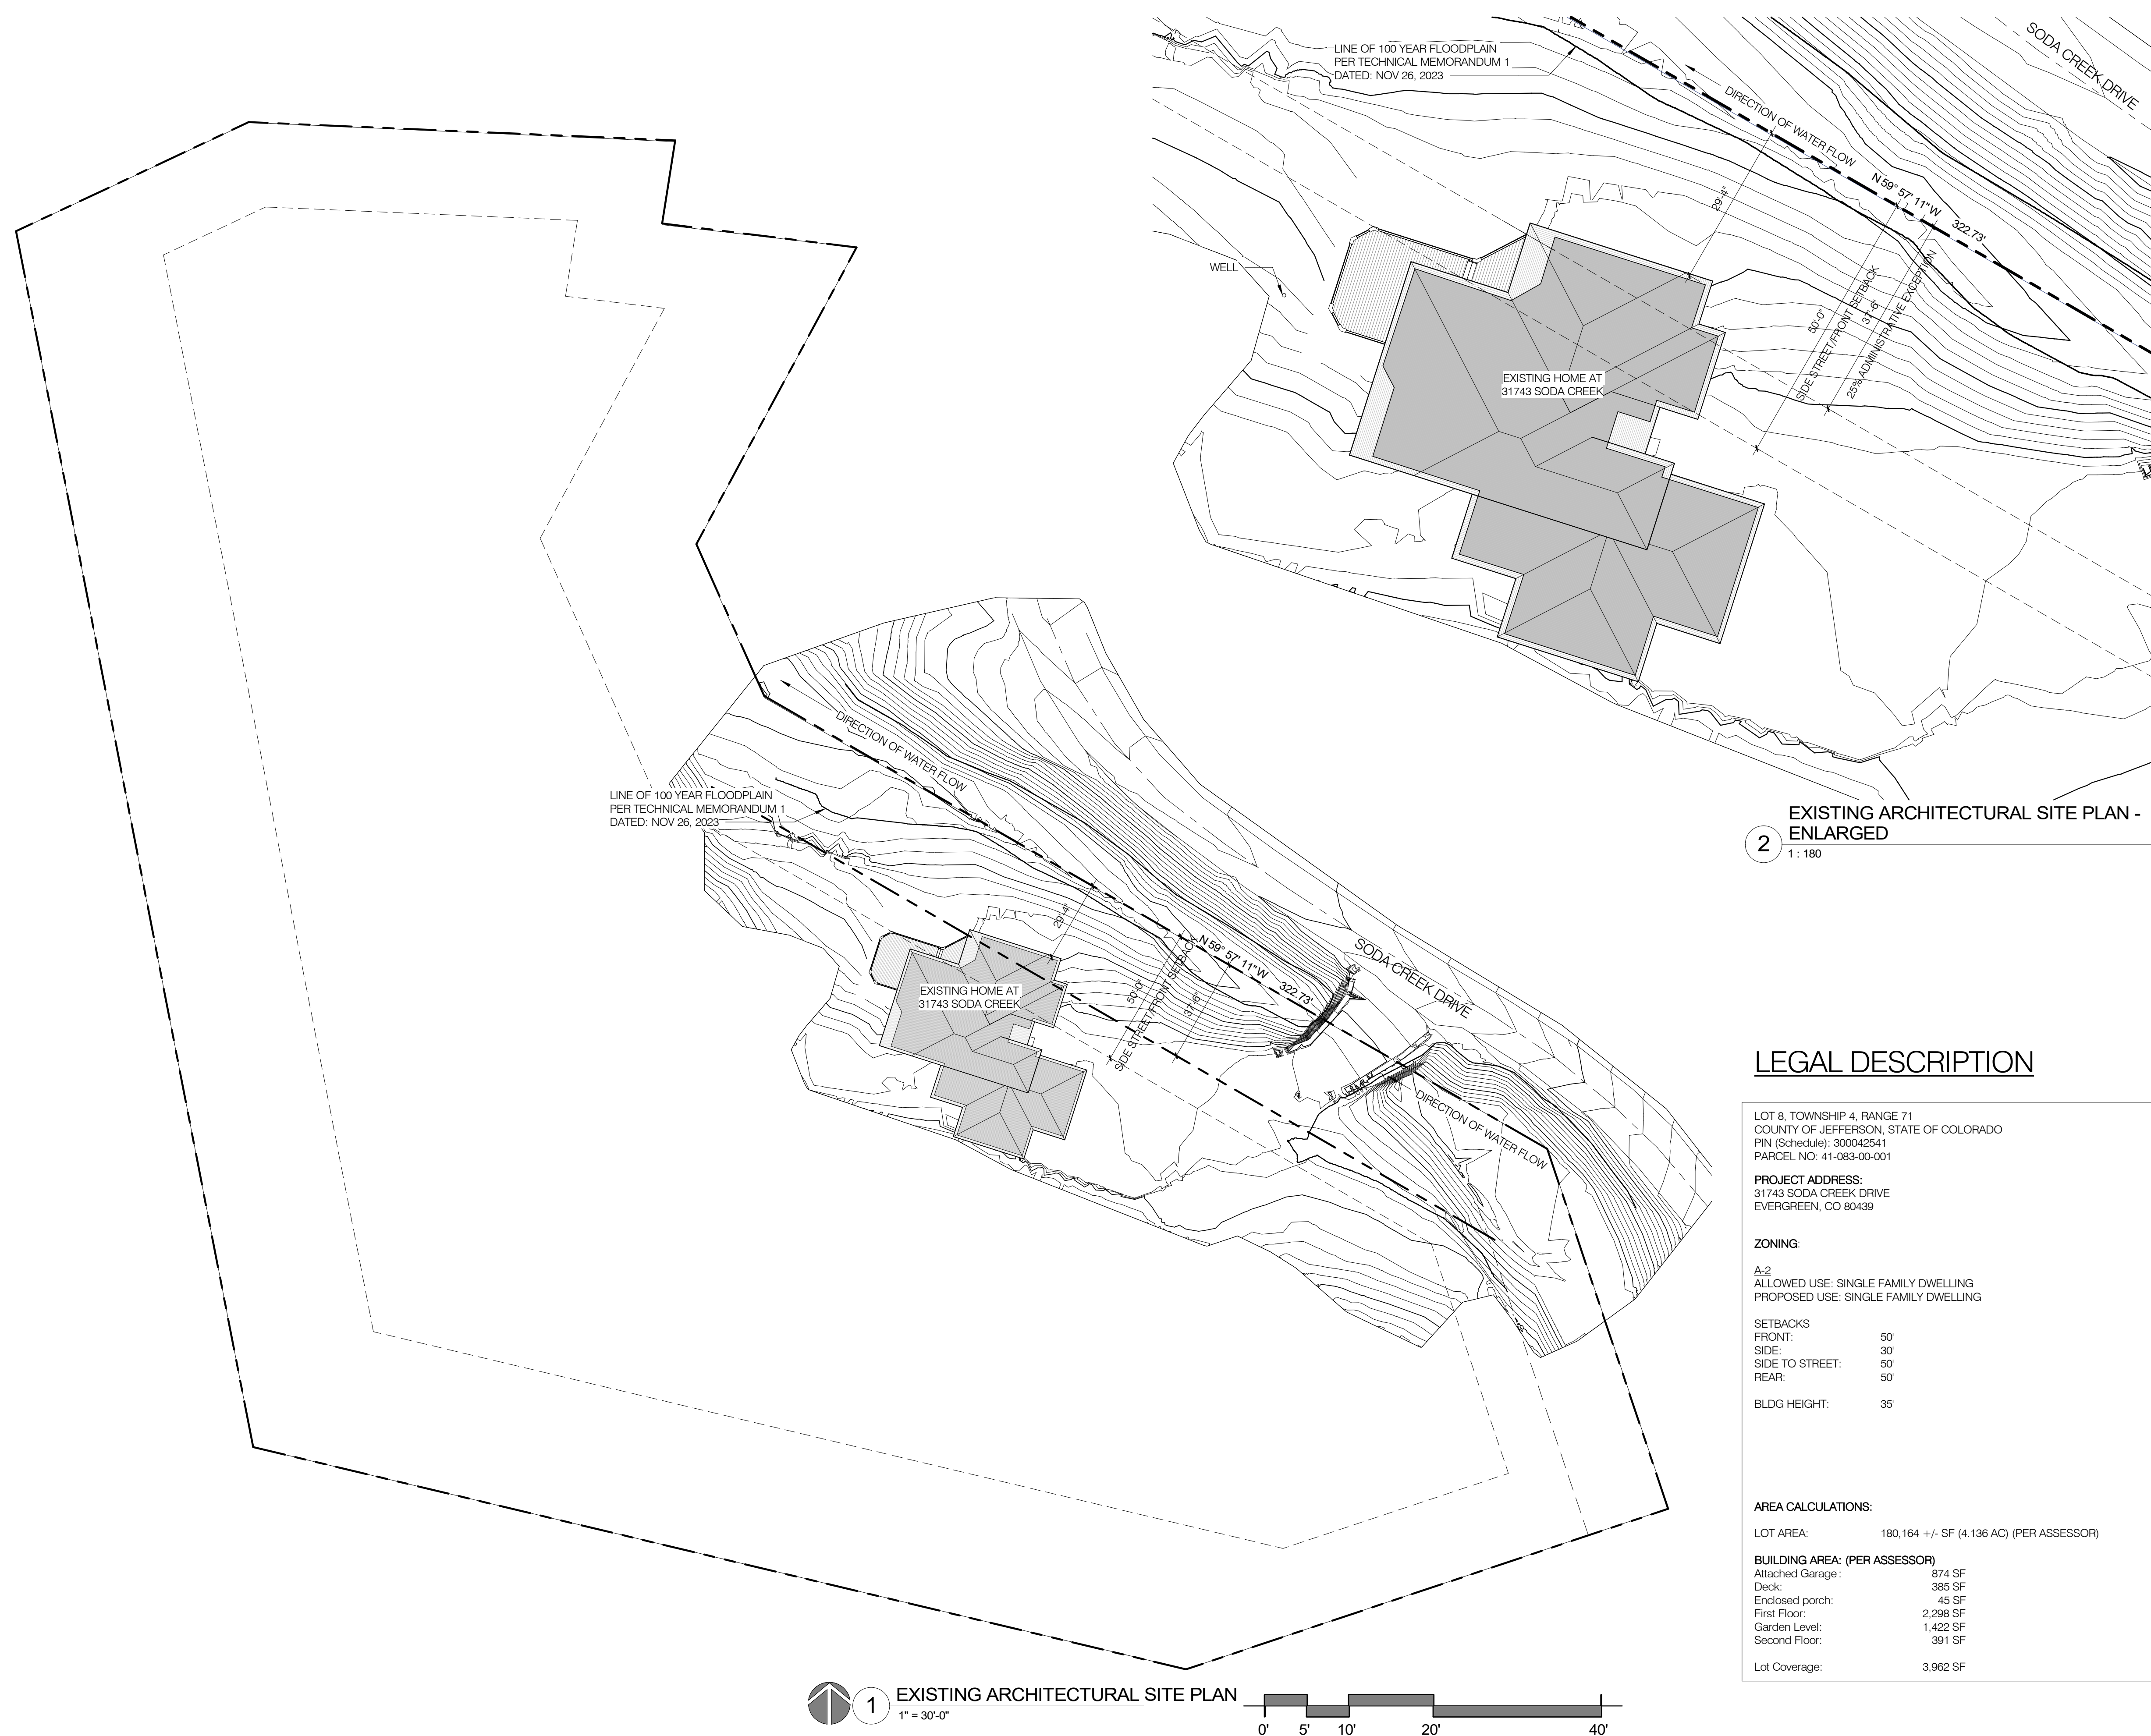 LINE OF 100 YEAR FLOODPLAIN
PER TECHNICAL MEMORANDUM 1
DATED: NOV 26, 2023
SODA CREEK DRIVE
DIRECTION OF WATER FLOW
N 59° 57' 11" W
322.73'
29'-4"
WELL
50'-0"
SIDE STREET/FRONT SETBACK
37'-6"
25% ADMINISTRATIVE EXCEPTION
EXISTING HOME AT
31743 SODA CREEK
2
EXISTING ARCHITECTURAL SITE PLAN -
ENLARGED
1 : 180
DIRECTION OF WATER FLOW
LINE OF 100 YEAR FLOODPLAIN
PER TECHNICAL MEMORANDUM 1
DATED: NOV 26, 2023
29'-4"
N 59° 57' 11" W
322.73'
50'-0"
SIDE STREET/FRONT SETBACK
37'-6"
SODA CREEK DRIVE
EXISTING HOME AT
31743 SODA CREEK
DIRECTION OF WATER FLOW
1
EXISTING ARCHITECTURAL SITE PLAN
1" = 30'-0"
0' 5' 10' 20' 40'
LEGAL DESCRIPTION
LOT 8, TOWNSHIP 4, RANGE 71
COUNTY OF JEFFERSON, STATE OF COLORADO
PIN (Schedule): 300042541
PARCEL NO: 41-083-00-001
PROJECT ADDRESS:
31743 SODA CREEK DRIVE
EVERGREEN, CO 80439
ZONING:
A-2
ALLOWED USE: SINGLE FAMILY DWELLING
PROPOSED USE: SINGLE FAMILY DWELLING
SETBACKS
FRONT: 50'
SIDE: 30'
SIDE TO STREET: 50'
REAR: 50'
BLDG HEIGHT: 35'
AREA CALCULATIONS:
LOT AREA: 180,164 +/- SF (4.136 AC) (PER ASSESSOR)
BUILDING AREA: (PER ASSESSOR)
Attached Garage: 874 SF
Deck: 385 SF
Enclosed porch: 45 SF
First Floor: 2,298 SF
Garden Level: 1,422 SF
Second Floor: 391 SF
Lot Coverage: 3,962 SF